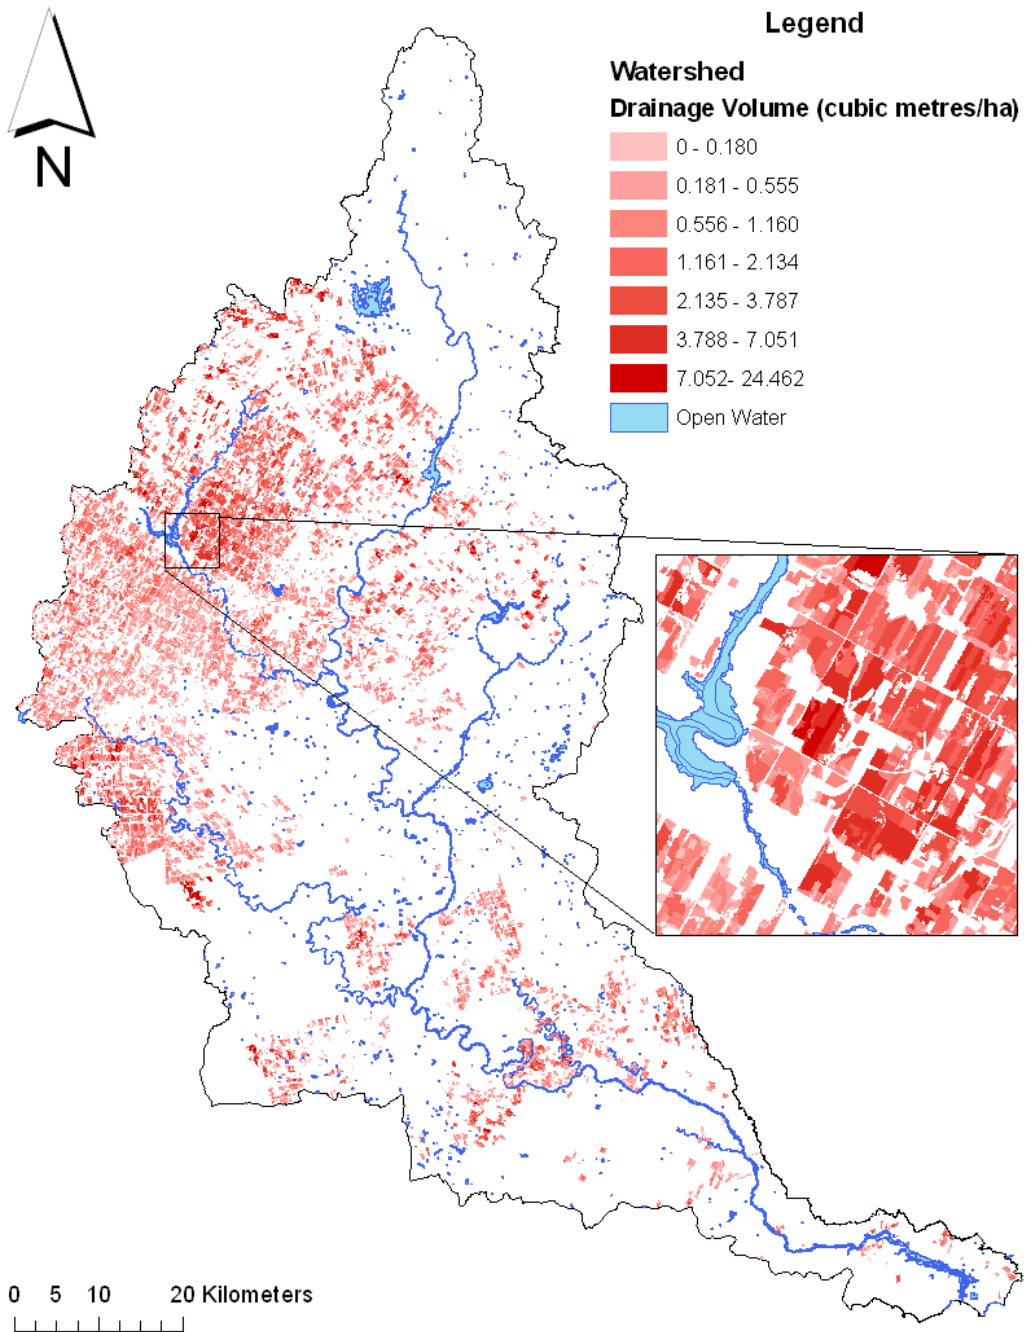 Legend
Watershed
Drainage Volume (cubic metres/ha)
0 - 0.180
0.181 - 0.555
0.556 - 1.160
1.161 - 2.134
2.135 - 3.787
3.788 - 7.051
7.052- 24.462
Open Water
N
0 5 10 20 Kilometers